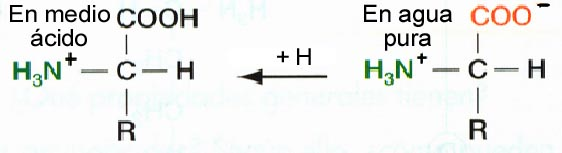 En medio
ácido
COOH
H₃N⁺ — C — H
R
+ H
En agua
pura
COO⁻
H₃N⁺ — C — H
R